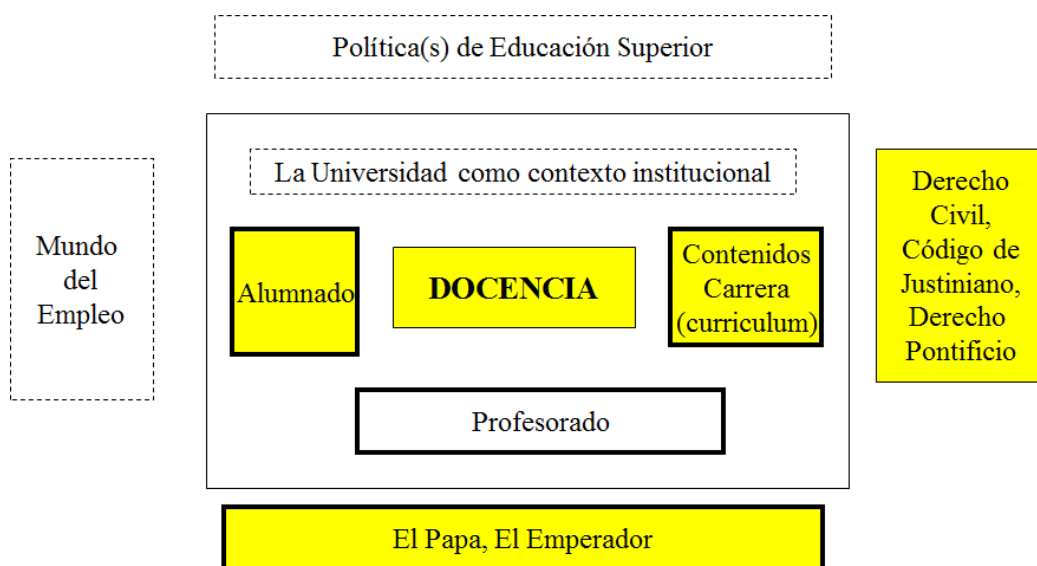 Política(s) de Educación Superior
La Universidad como contexto institucional
Mundo
del
Empleo
Alumnado
DOCENCIA
Contenidos
Carrera
(curriculum)
Derecho
Civil,
Código de
Justiniano,
Derecho
Pontificio
Profesorado
El Papa, El Emperador